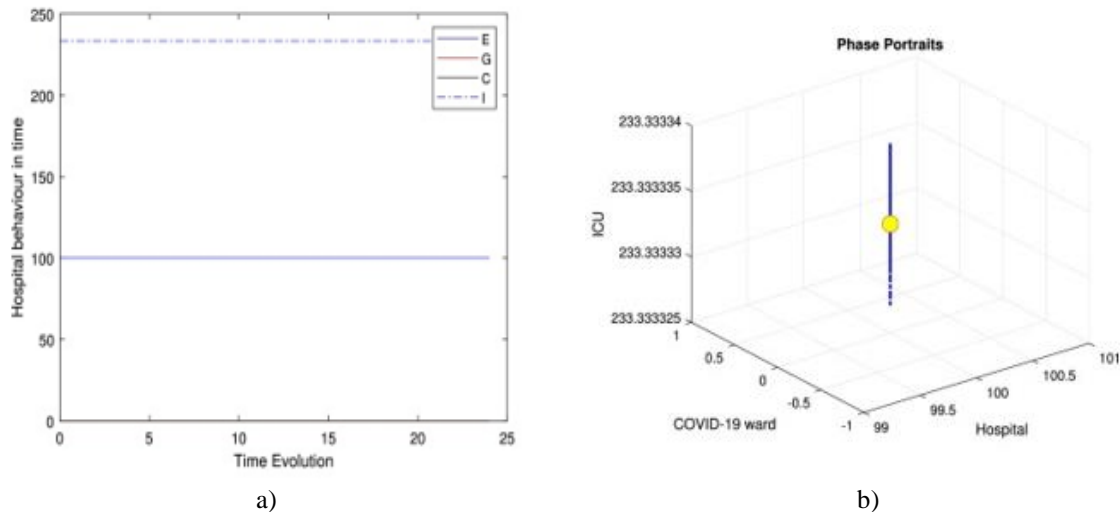 250
200
150
100
50
0
Hospital behaviour in time
0 5 10 15 20 25
Time Evolution
E
G
C
I
a)
Phase Portraits
233.33334
233.333335
233.33333
233.333325
ICU
1
0.5
0
-0.5
-1
COVID-19 ward
99
99.5
100
100.5
101
Hospital
b)